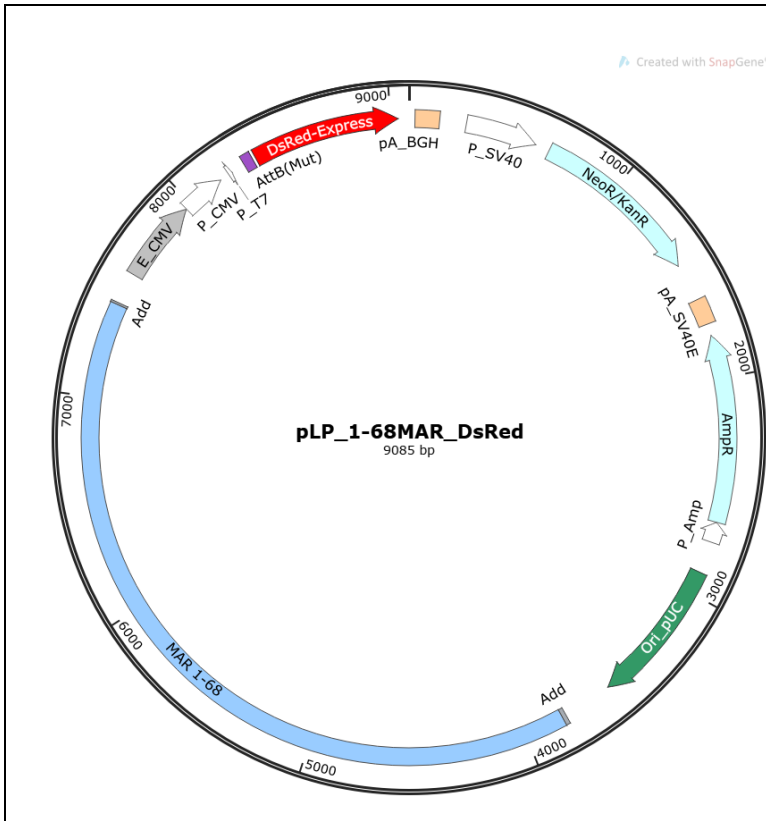 Created with SnapGene®
9000
DsRed-Express
pA_BGH
P_SV40
1000
NeoR/KanR
AttB(Mut)
8000
P_CMV
P_T7
E_CMV
Add
pA_SV40E
2000
7000
pLP_1-68MAR_DsRed
9085 bp
AmpR
P_Amp
3000
Ori_pUC
6000
MAR 1-68
Add
4000
5000